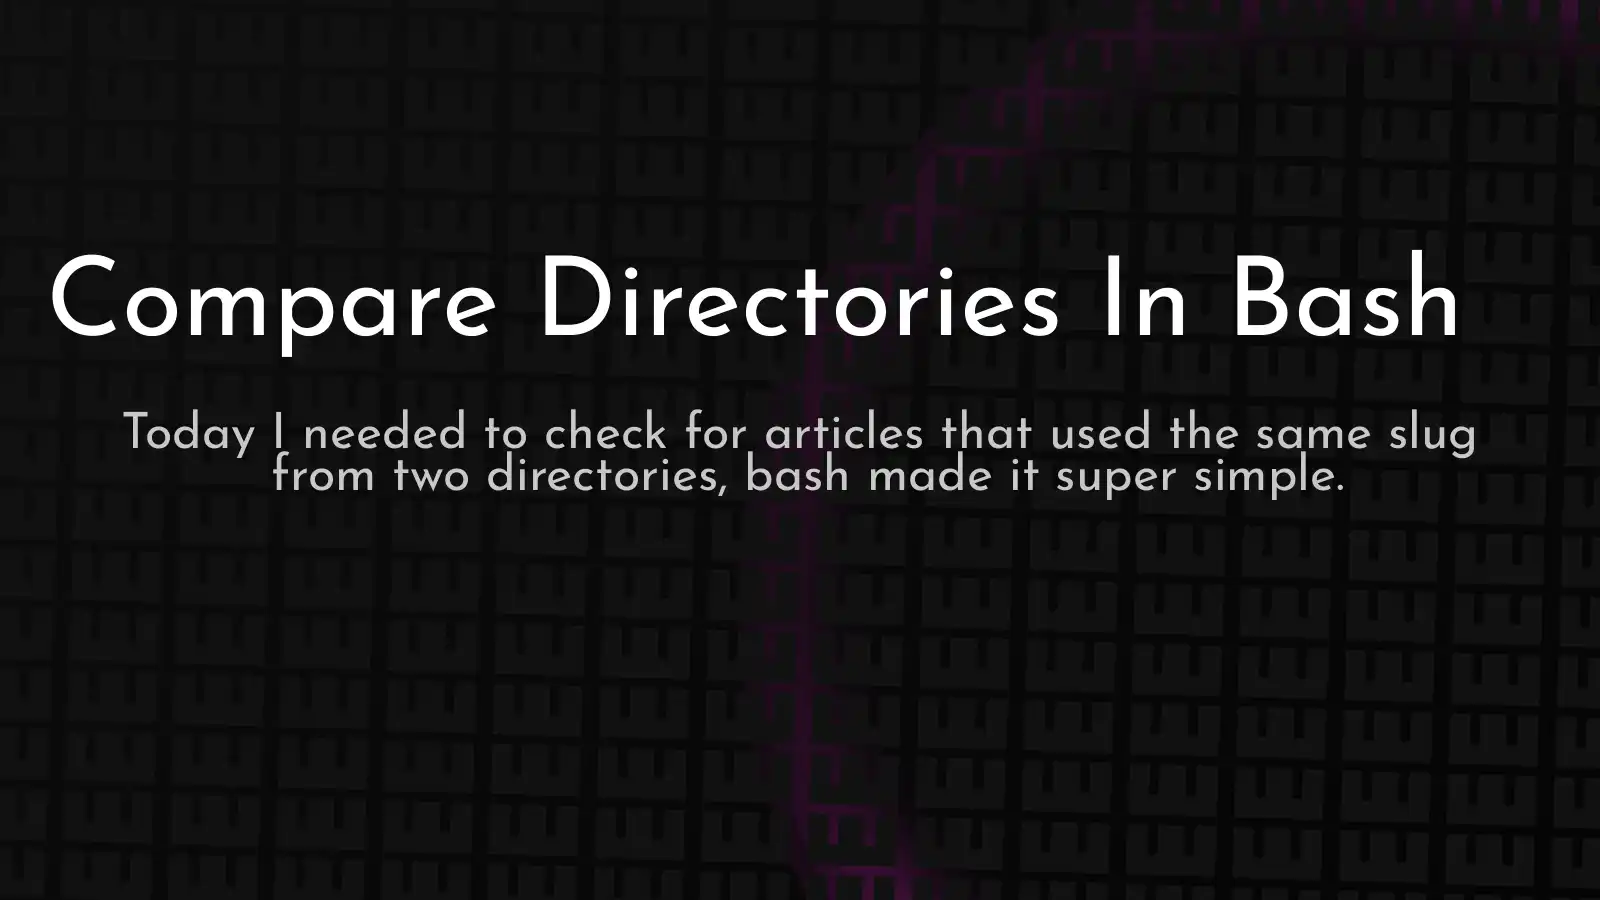 Compare Directories In Bash
Today I needed to check for articles that used the same slug
from two directories, bash made it super simple.